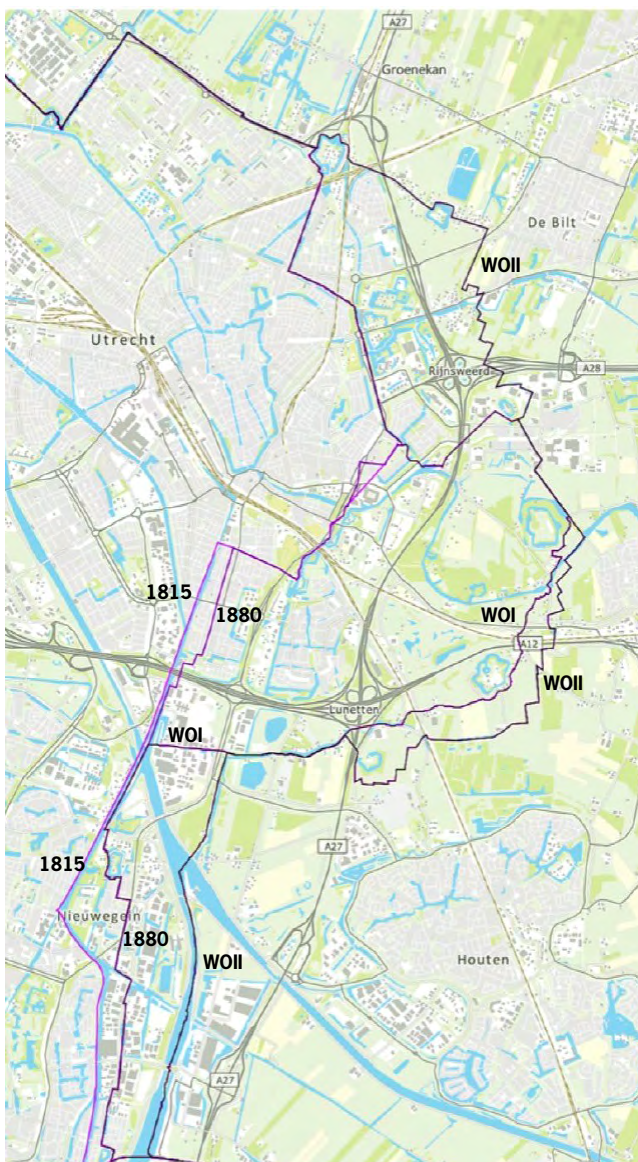 A27
Groenekan
De Bilt
WOII
Utrecht
Rijnsweerd
A28
1815
1880
WOI
A12
WOII
Lunetten
WOI
A27
1815
Nieuwegein
1880
WOII
Houten
A27